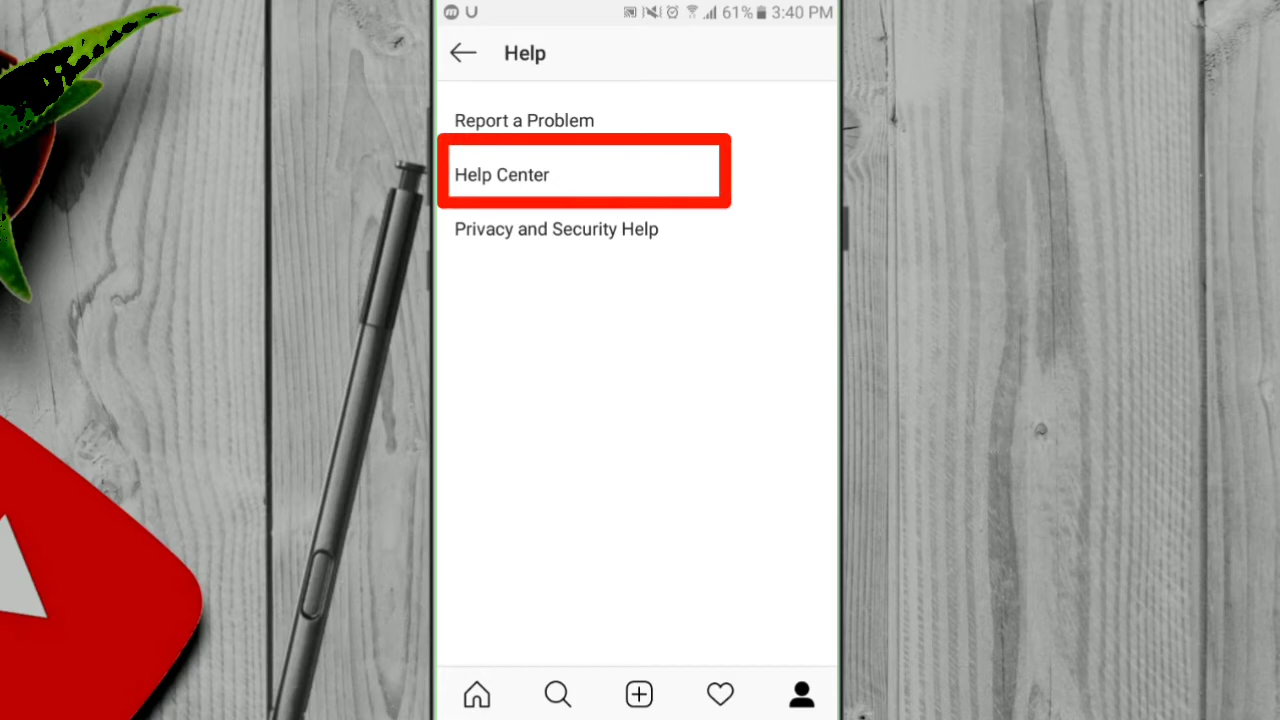 61% 3:40 PM
Help
Report a Problem
Help Center
Privacy and Security Help